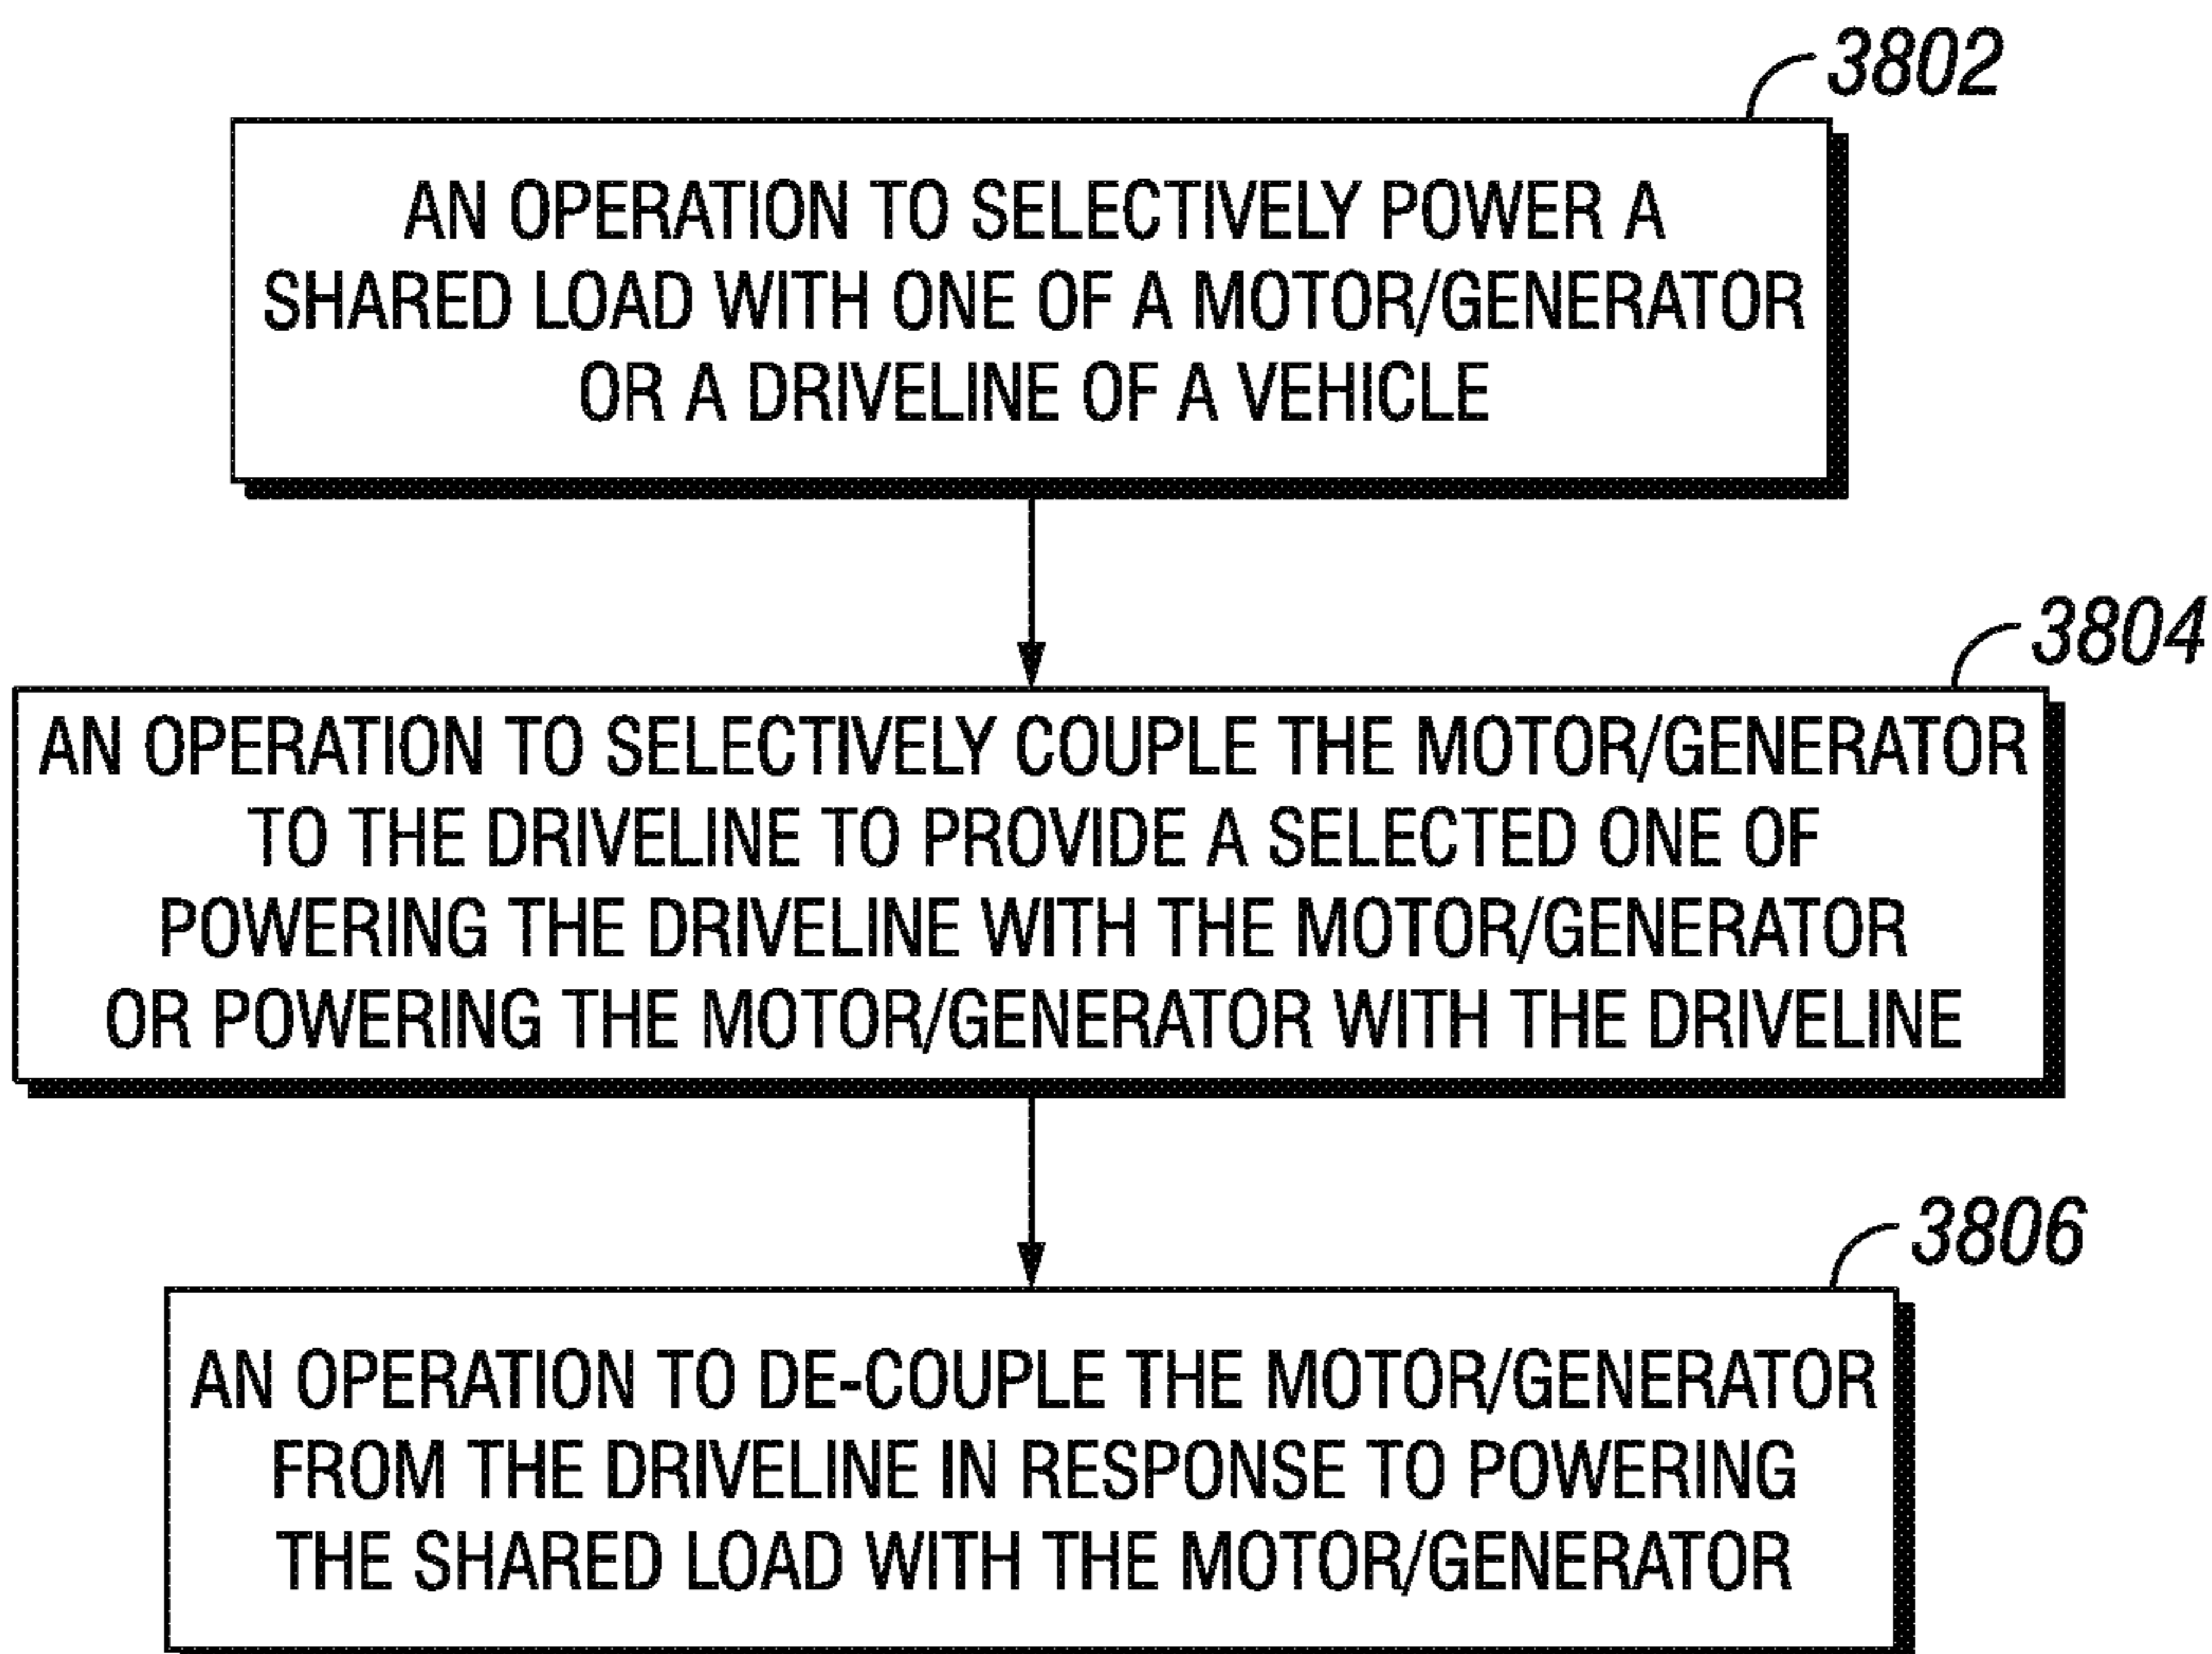 3802
AN OPERATION TO SELECTIVELY POWER A
SHARED LOAD WITH ONE OF A MOTOR/GENERATOR
OR A DRIVELINE OF A VEHICLE
3804
AN OPERATION TO SELECTIVELY COUPLE THE MOTOR/GENERATOR
TO THE DRIVELINE TO PROVIDE A SELECTED ONE OF
POWERING THE DRIVELINE WITH THE MOTOR/GENERATOR
OR POWERING THE MOTOR/GENERATOR WITH THE DRIVELINE
3806
AN OPERATION TO DE-COUPLE THE MOTOR/GENERATOR
FROM THE DRIVELINE IN RESPONSE TO POWERING
THE SHARED LOAD WITH THE MOTOR/GENERATOR